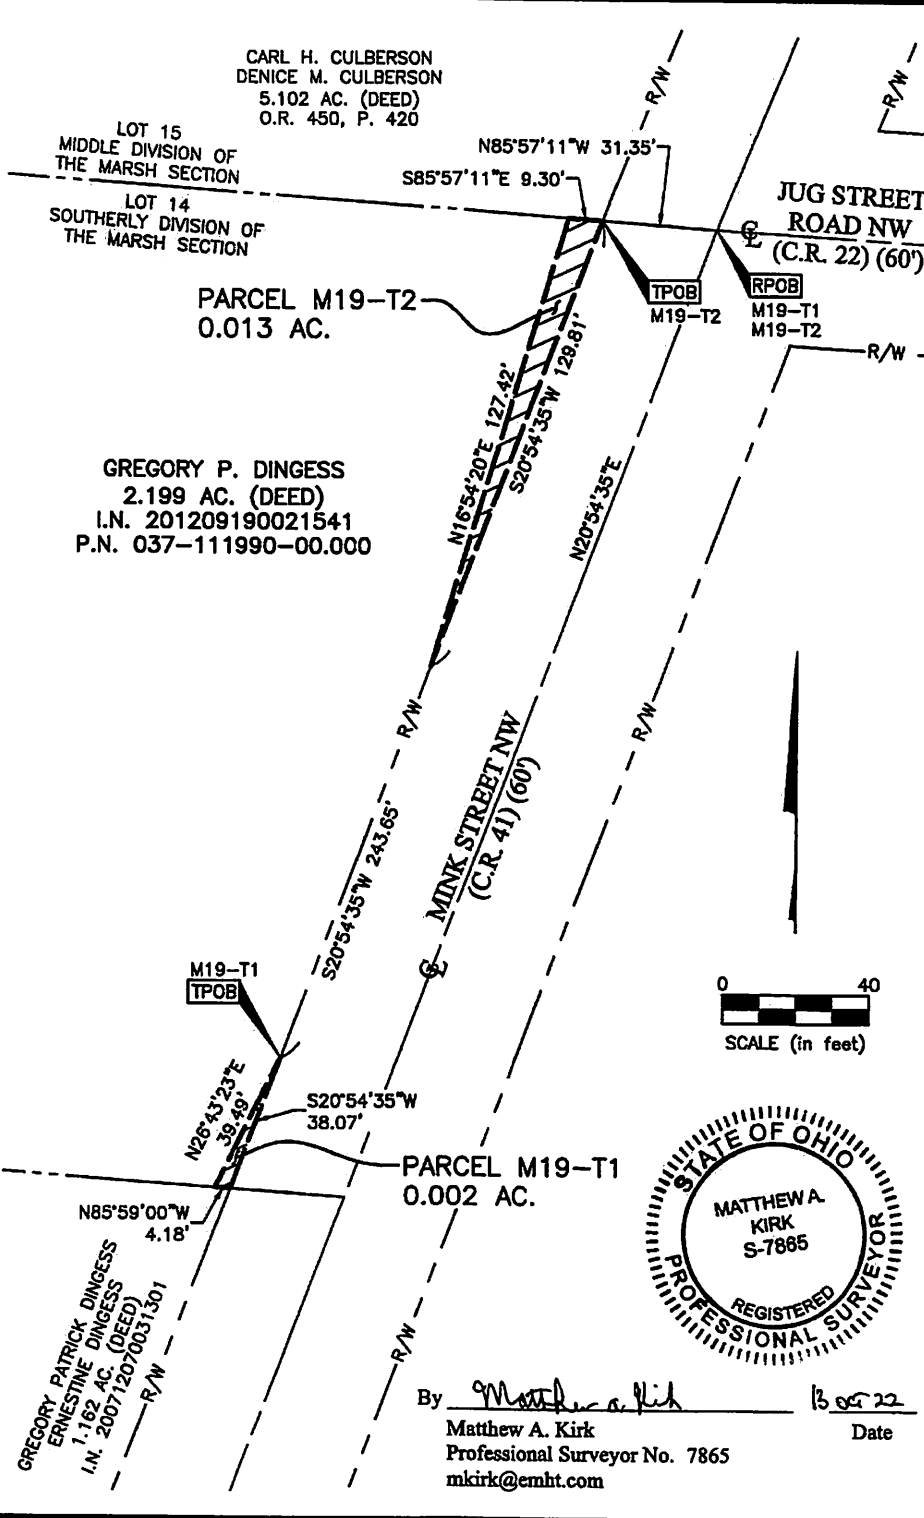 CARL H. CULBERSON
DENICE M. CULBERSON
5.102 AC. (DEED)
O.R. 450, P. 420
R/W
R/W
LOT 15
MIDDLE DIVISION OF
THE MARSH SECTION
N85°57'11"W 31.35'
S85°57'11"E 9.30'
LOT 14
SOUTHERLY DIVISION OF
THE MARSH SECTION
JUG STREET
ROAD NW
(C.R. 22) (60')
CL
PARCEL M19-T2
0.013 AC.
TPOB
M19-T2
RPOB
M19-T1
M19-T2
R/W
N16°54'20"E 127.42'
S20°54'35"W 129.81'
N20°54'35"E
GREGORY P. DINGESS
2.199 AC. (DEED)
I.N. 201209190021541
P.N. 037-111990-00.000
R/W
R/W
MINK STREET NW
(C.R. 41) (60')
S20°54'35"W 243.65'
CL
M19-T1
TPOB
0 40
SCALE (in feet)
N26°43'23"E
39.49'
S20°54'35"W
38.07'
PARCEL M19-T1
0.002 AC.
N85°59'00"W
4.18'
STATE OF OHIO
MATTHEW A.
KIRK
S-7865
REGISTERED
PROFESSIONAL SURVEYOR
GREGORY PATRICK DINGESS
ERNESTINE DINGESS
1.162 AC. (DEED)
I.N. 200712070031301
R/W
R/W
By Matthew A. Kirk 13 OCT 22
Matthew A. Kirk Date
Professional Surveyor No. 7865
mkirk@emht.com